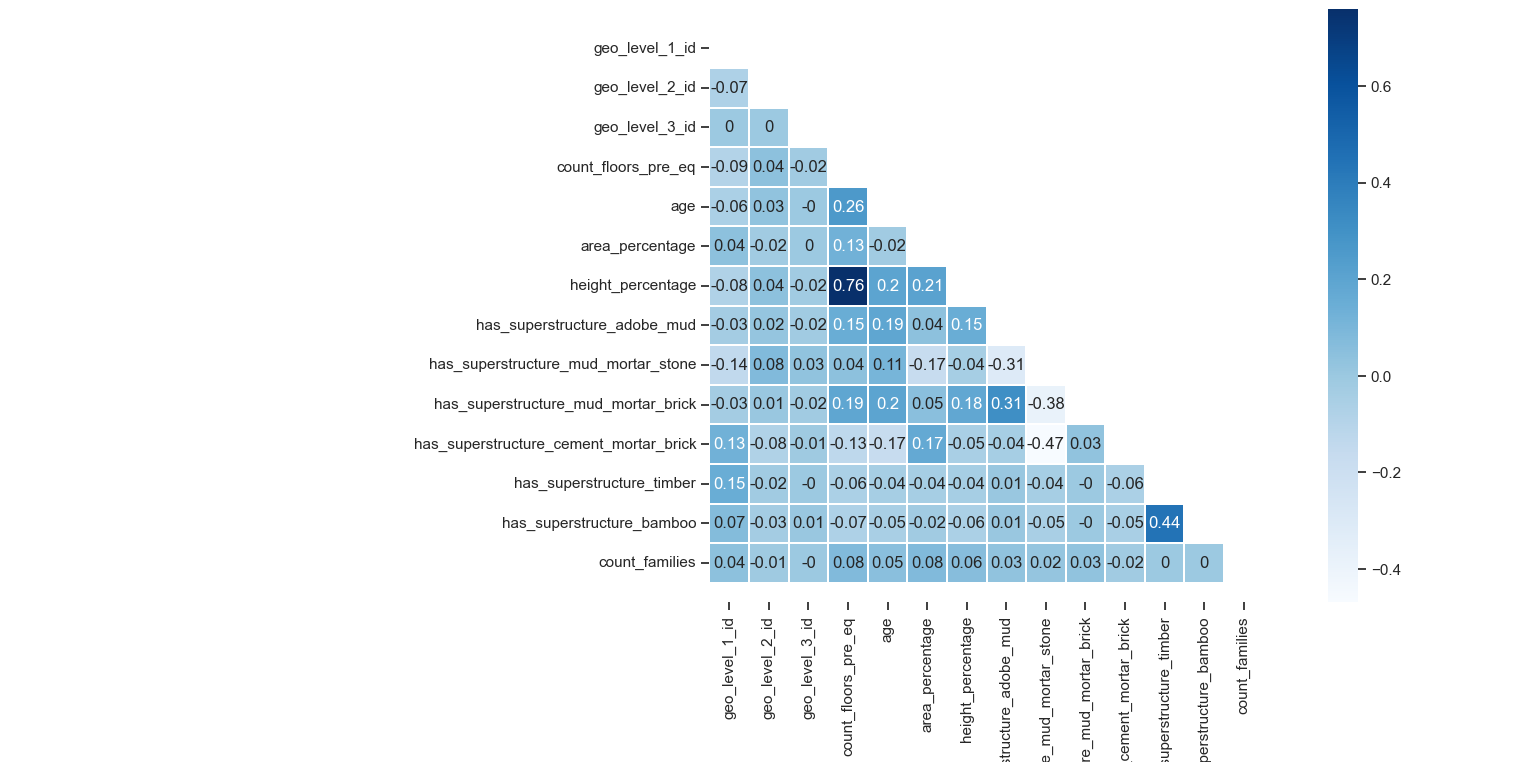 geo_level_1_id
geo_level_2_id -0.07
geo_level_3_id 0 0
count_floors_pre_eq -0.09 0.04 -0.02
age -0.06 0.03 -0 0.26
area_percentage 0.04 -0.02 0 0.13 -0.02
height_percentage -0.08 0.04 -0.02 0.76 0.2 0.21
has_superstructure_adobe_mud -0.03 0.02 -0.02 0.15 0.19 0.04 0.15
has_superstructure_mud_mortar_stone -0.14 0.08 0.03 0.04 0.11 -0.17 -0.04 -0.31
has_superstructure_mud_mortar_brick -0.03 0.01 -0.02 0.19 0.2 0.05 0.18 0.31 -0.38
has_superstructure_cement_mortar_brick 0.13 -0.08 -0.01 -0.13 -0.17 0.17 -0.05 -0.04 -0.47 0.03
has_superstructure_timber 0.15 -0.02 -0 -0.06 -0.04 -0.04 -0.04 0.01 -0.04 -0 -0.06
has_superstructure_bamboo 0.07 -0.03 0.01 -0.07 -0.05 -0.02 -0.06 0.01 -0.05 -0 -0.05 0.44
count_families 0.04 -0.01 -0 0.08 0.05 0.08 0.06 0.03 0.02 0.03 -0.02 0 0
geo_level_1_id
geo_level_2_id
geo_level_3_id
count_floors_pre_eq
age
area_percentage
height_percentage
structure_adobe_mud
e_mud_mortar_stone
re_mud_mortar_brick
cement_mortar_brick
superstructure_timber
perstructure_bamboo
count_families
0.6
0.4
0.2
0.0
−0.2
−0.4